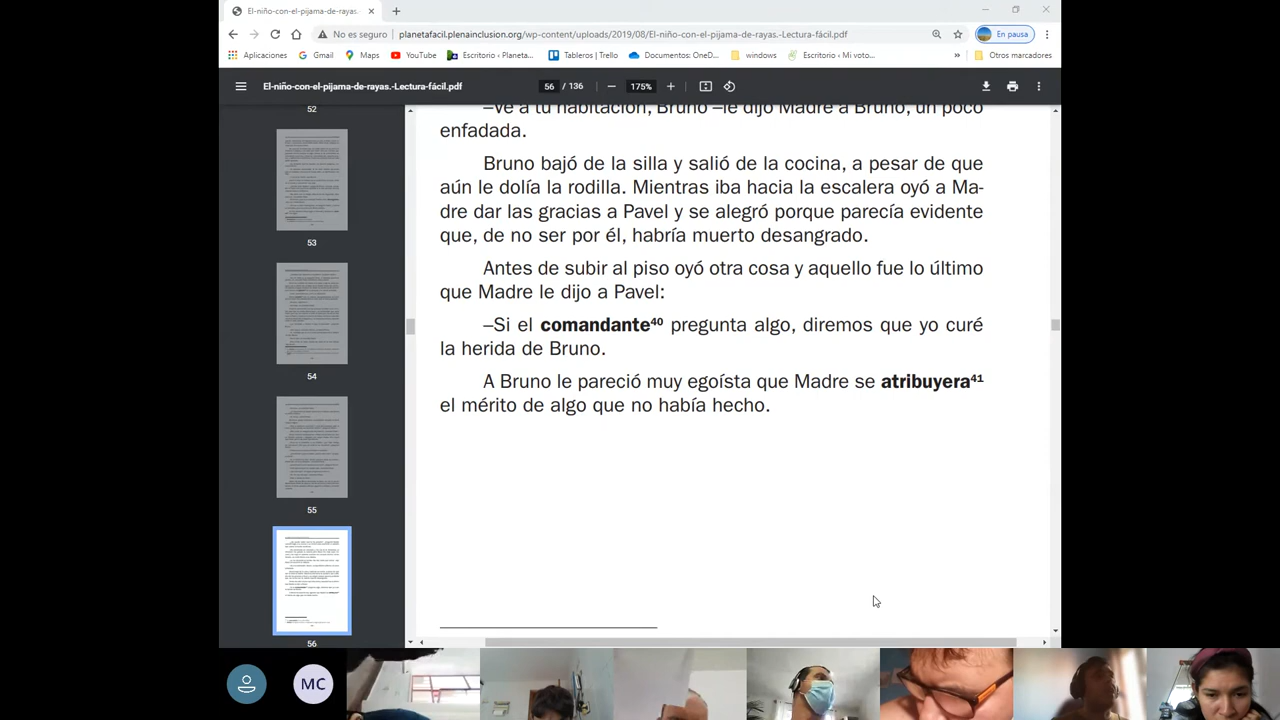 El-niño-con-el-pijama-de-rayas.-L
No es seguro | planetafacil.plenainclusion.org/wp-content/uploads/2019/08/El-niño-con-el-pijama-de-rayas.-Lectura-fácil.pdf
En pausa
Aplicaciones Gmail Maps YouTube Escritorio ‹ Planeta... Tableros | Trello Documentos: OneD... windows Escritorio ‹ Mi voto... » Otros marcadores
El-niño-con-el-pijama-de-rayas.-Lectura-fácil.pdf 56 / 136 175%
52
53
54
55
56
–Ve a tu habitación, Bruno –le dijo Madre a Bruno, un poco
enfadada.
Bruno bajó de la silla y salió de la cocina, a pesar de que
aún le dolía la rodilla. Mientras se subía la escalera oyó a Ma-
dre dar las gracias a Pavel y se alegró porque parecía evidente
que, de no ser por él, habría muerto desangrado.
Antes de subir al piso oyó otra cosa y aquello fue lo último
que Madre le dijo a Pavel:
–Si el comandante⁴⁰ pregunta algo, diremos que yo curé
la herida de Bruno.
A Bruno le pareció muy egoísta que Madre se atribuyera⁴¹
el mérito de algo que no había hecho.
MC